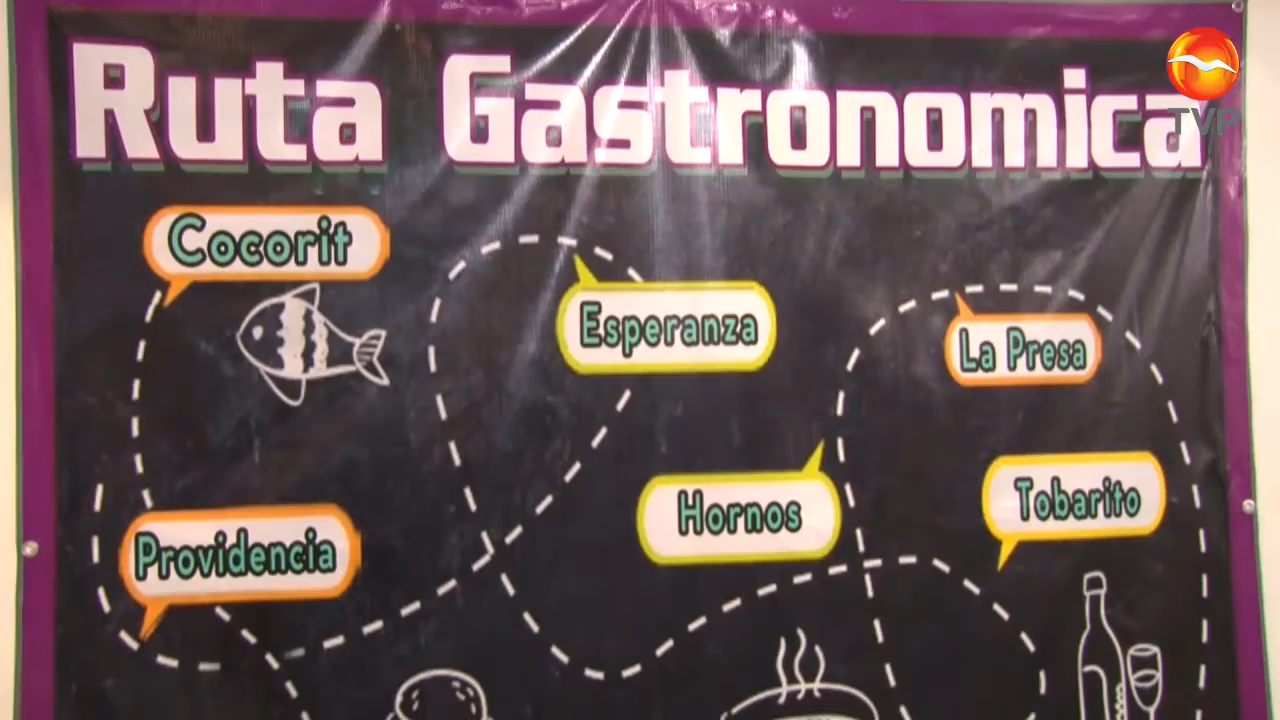 Ruta Gastronomica
TVP
Cocorit
Esperanza
La Presa
Hornos
Tobarito
Providencia